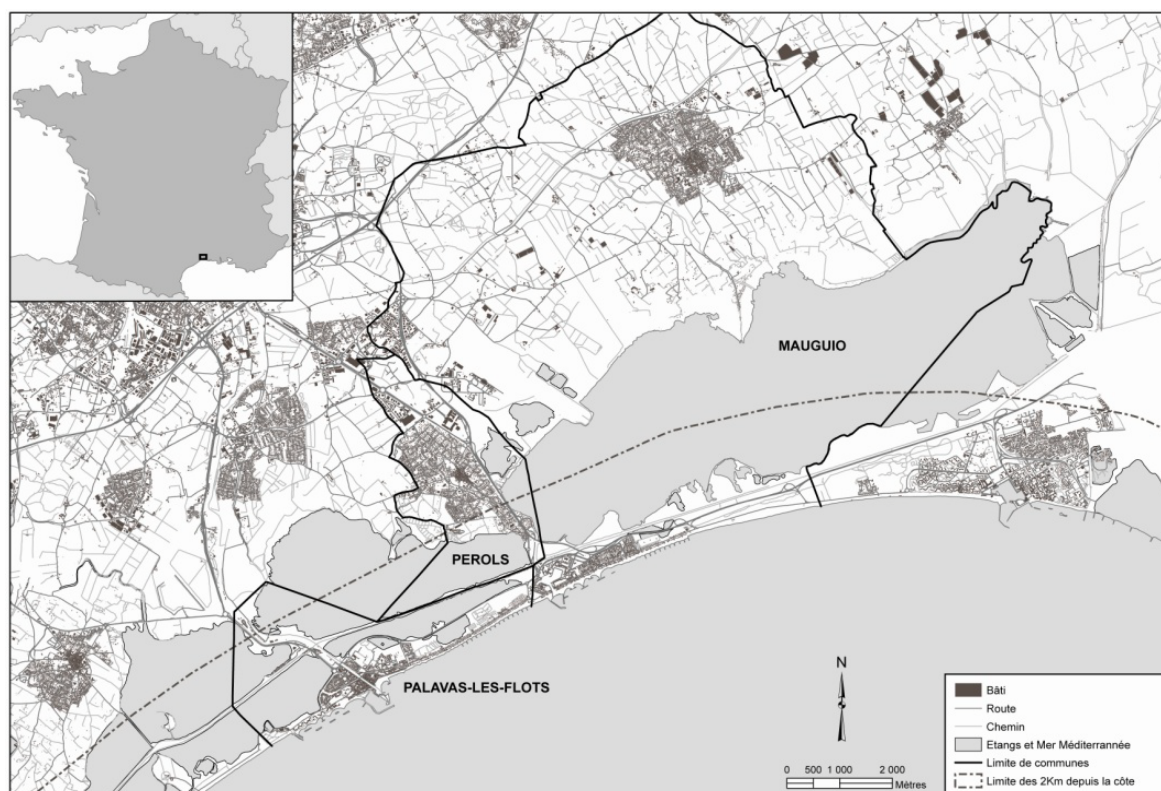 MAUGUIO
PEROLS
PALAVAS-LES-FLOTS
N
Bâti
Route
Chemin
Etangs et Mer Méditerrannée
Limite de communes
Limite des 2Km depuis la côte
0 500 1 000 2 000
Mètres